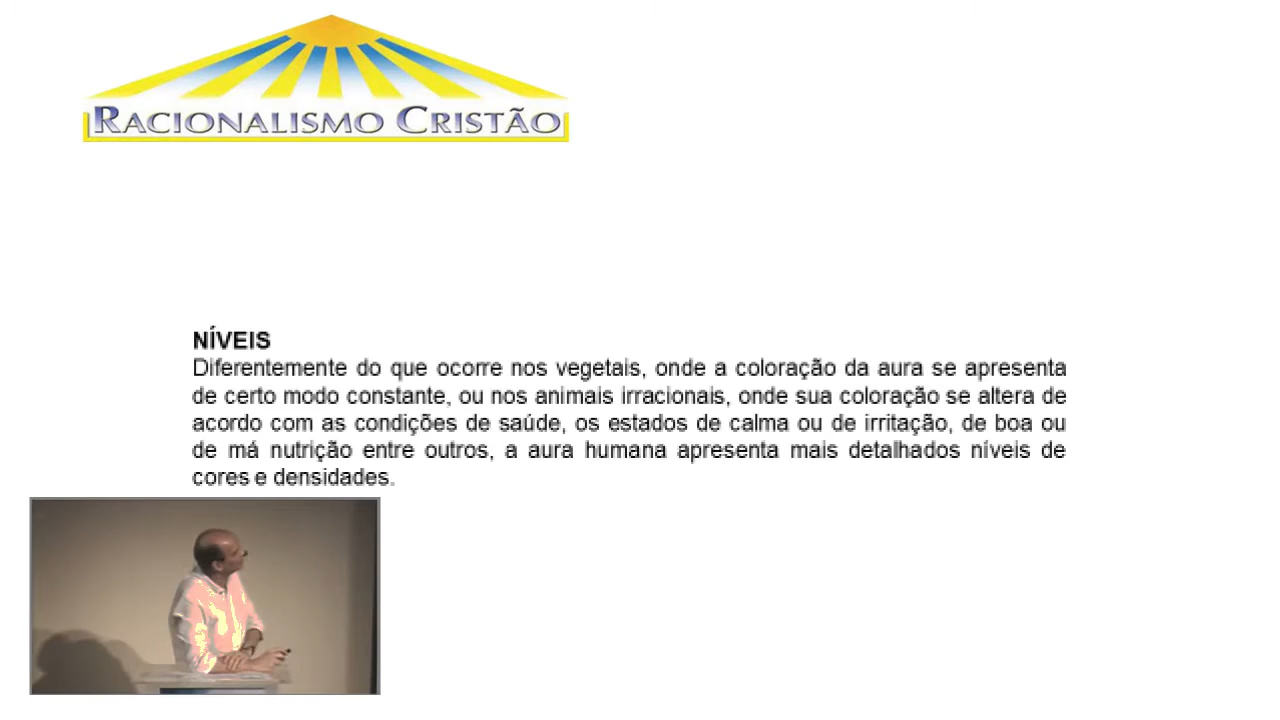 RACIONALISMO CRISTÃO
NÍVEIS
Diferentemente do que ocorre nos vegetais, onde a coloração da aura se apresenta
de certo modo constante, ou nos animais irracionais, onde sua coloração se altera de
acordo com as condições de saúde, os estados de calma ou de irritação, de boa ou
de má nutrição entre outros, a aura humana apresenta mais detalhados níveis de
cores e densidades.